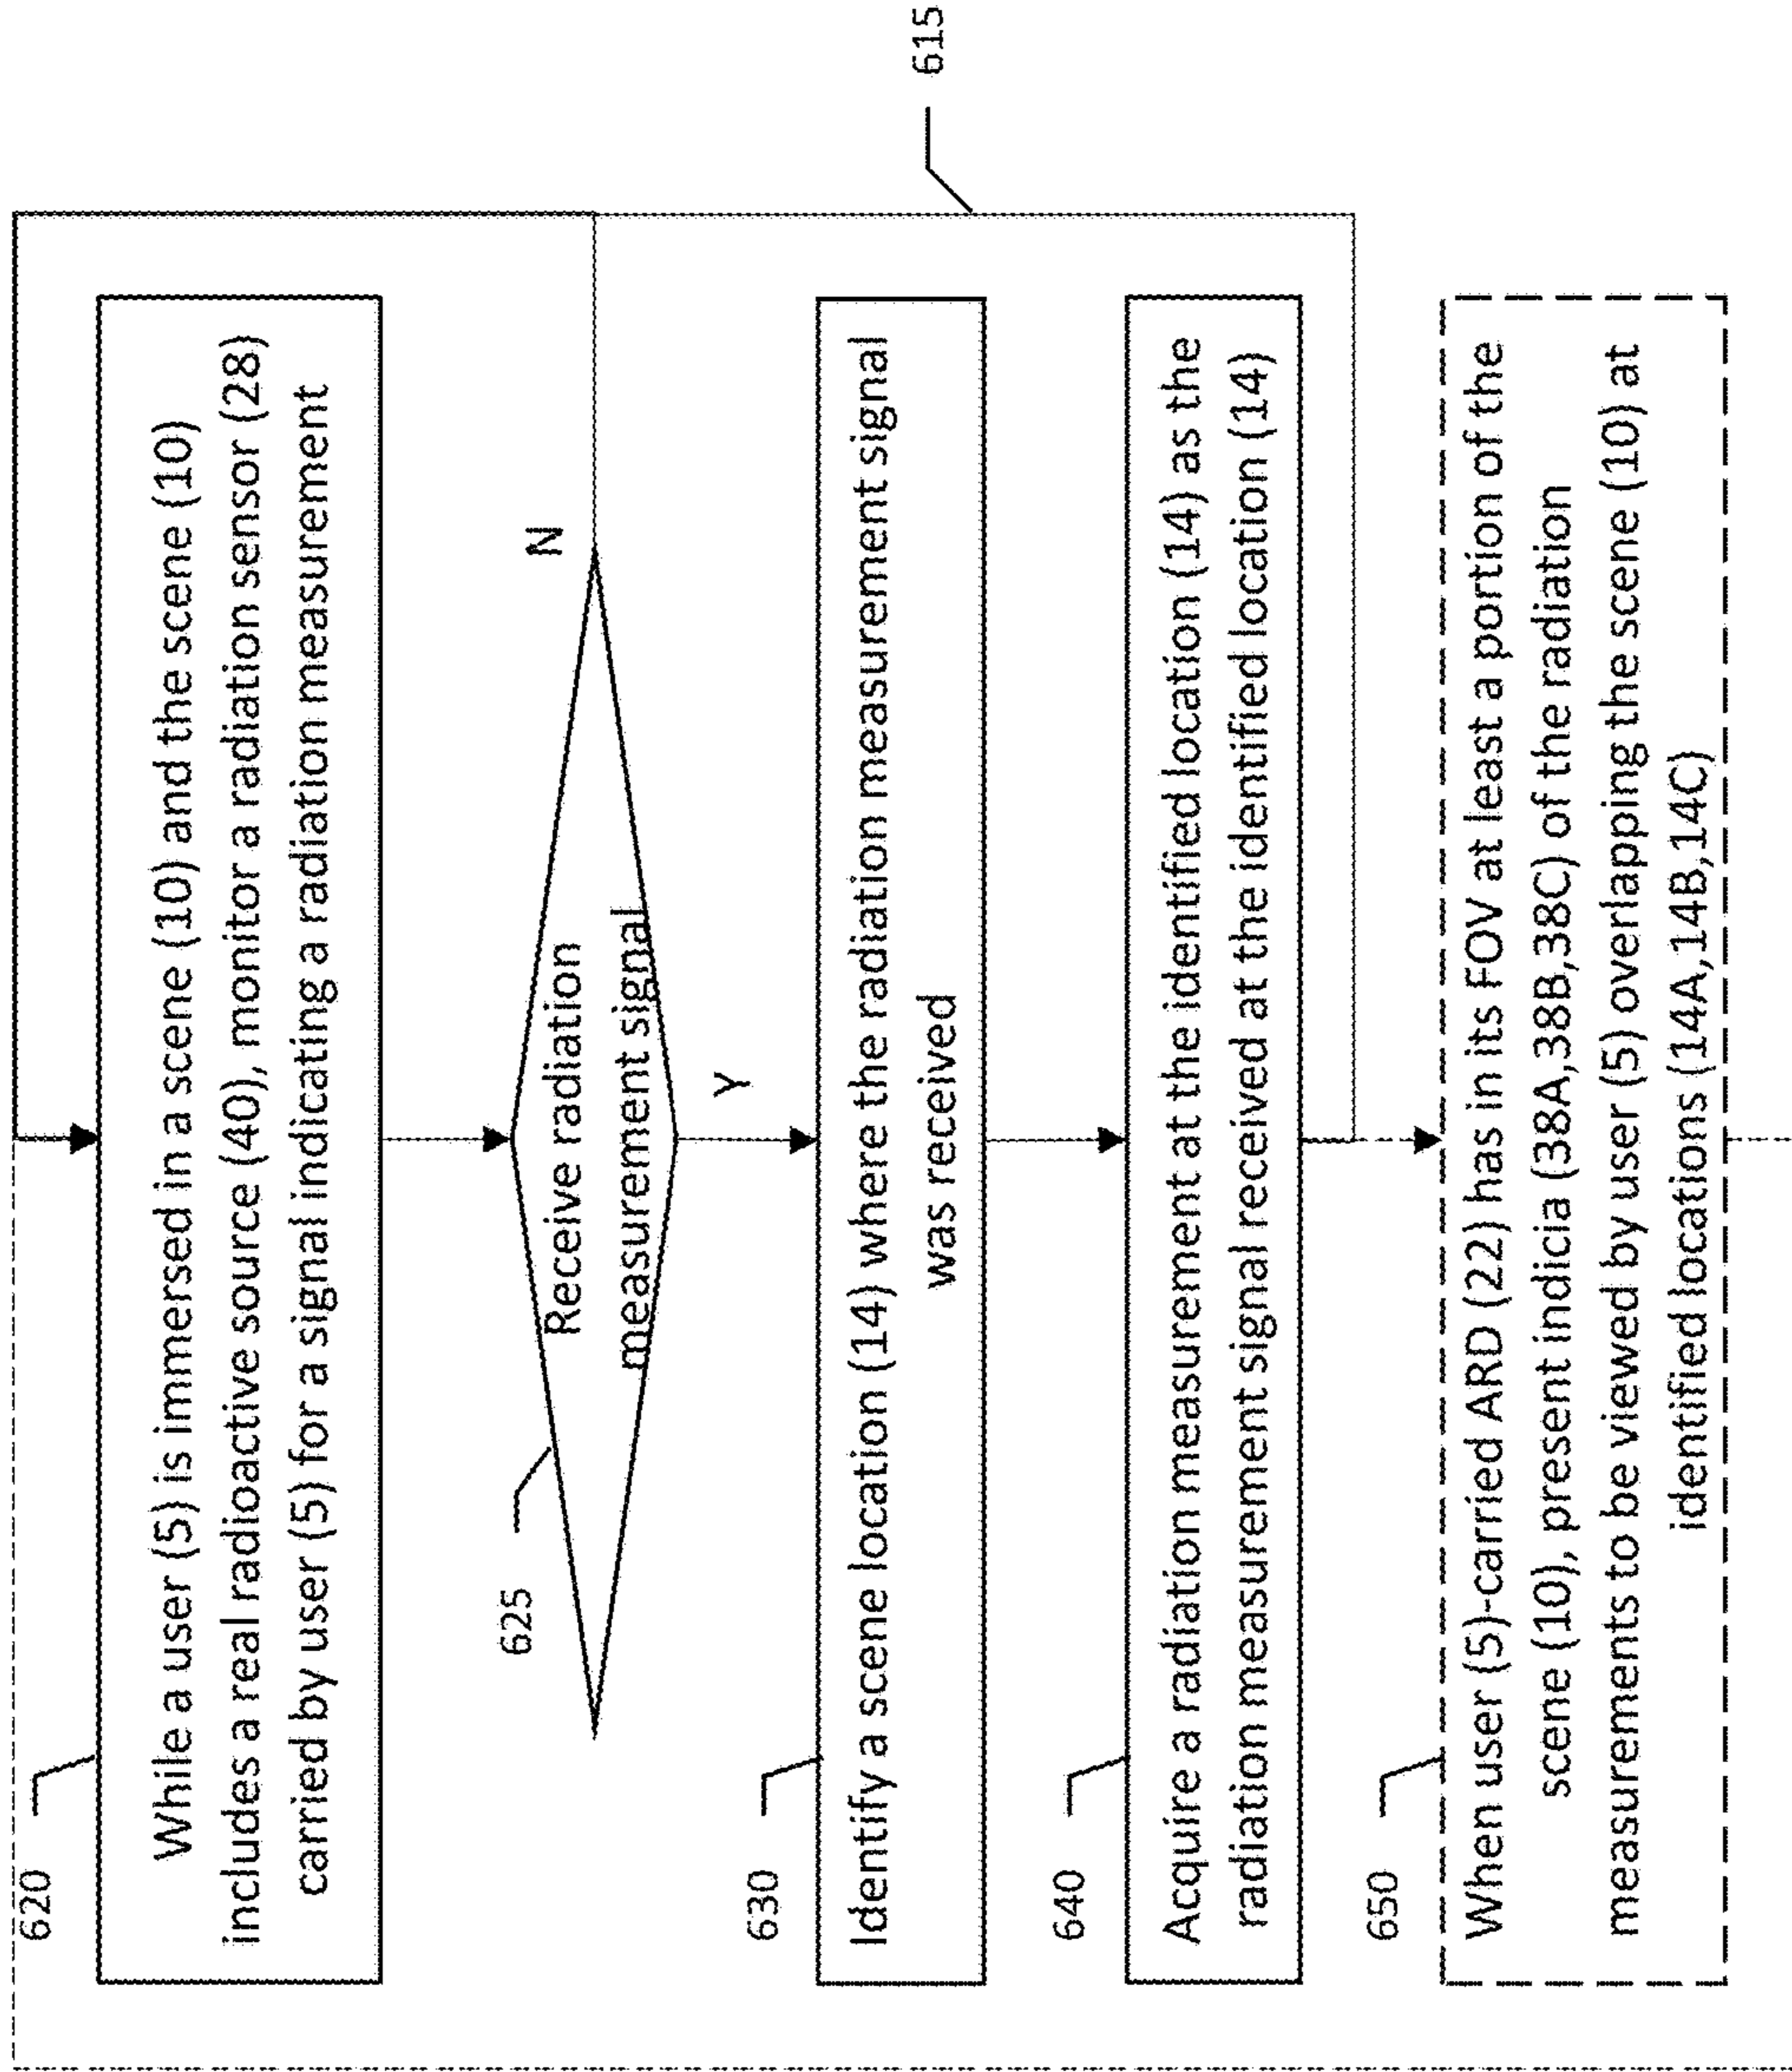 620
While a user (5) is immersed in a scene (10) and the scene (10)
includes a real radioactive source (40), monitor a radiation sensor (28)
carried by user (5) for a signal indicating a radiation measurement
625
Receive radiation
measurement signal
N
Y
615
630
Identify a scene location (14) where the radiation measurement signal
was received
640
Acquire a radiation measurement at the identified location (14) as the
radiation measurement signal received at the identified location (14)
650
When user (5)-carried ARD (22) has in its FOV at least a portion of the
scene (10), present indicia (38A,38B,38C) of the radiation
measurements to be viewed by user (5) overlapping the scene (10) at
identified locations (14A,14B,14C)